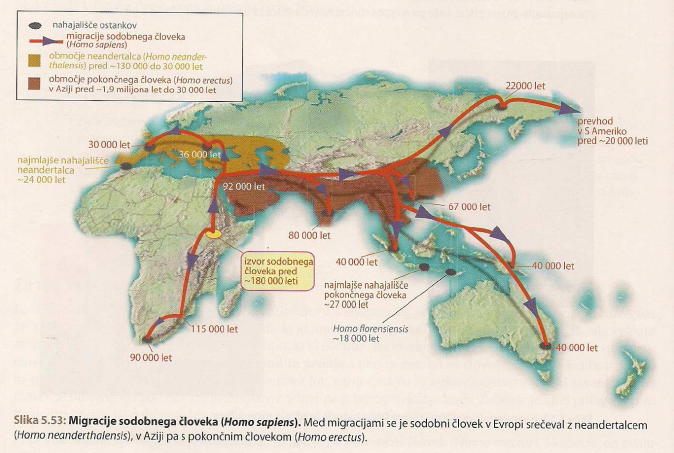 nahajališče ostankov
migracije sodobnega človeka
(Homo sapiens)
območje neandertalca (Homo neander-
thalensis) pred ~130 000 do 30 000 let
območje pokončnega človeka (Homo erectus)
v Aziji pred ~1,9 milijona let do 30 000 let
22000 let
prevhod
v S Ameriko
pred ~20 000 leti
30 000 let
36 000 let
najmlajše nahajališče
neandertalca
~24 000 let
92 000 let
67 000 let
80 000 let
40 000 let
izvor sodobnega
človeka pred
~180 000 leti
40 000 let
najmlajše nahajališče
pokončnega človeka
~27 000 let
Homo florensiensis
~18 000 let
115 000 let
90 000 let
40 000 let
Slika 5.53: Migracije sodobnega človeka (Homo sapiens). Med migracijami se je sodobni človek v Evropi srečeval z neandertalcem
(Homo neanderthalensis), v Aziji pa s pokončnim človekom (Homo erectus).